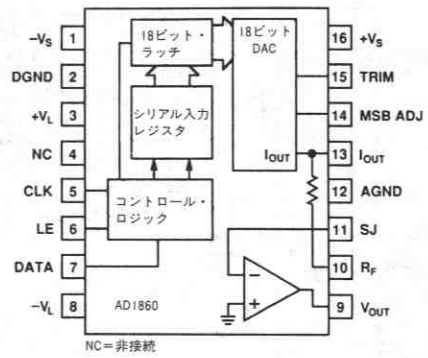 −VS 1
DGND 2
+VL 3
NC 4
CLK 5
LE 6
DATA 7
−VL 8
18ビット・
ラッチ
シリアル入力
レジスタ
コントロール・
ロジック
AD1860
18ビット
DAC
IOUT
−
+
16 +VS
15 TRIM
14 MSB ADJ
13 IOUT
12 AGND
11 SJ
10 RF
9 VOUT
NC=非接続